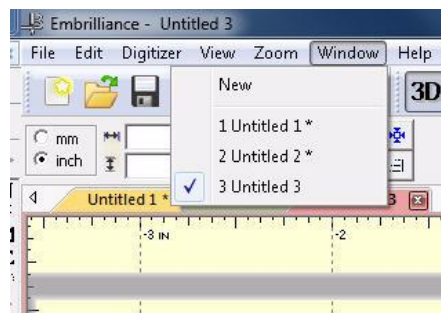 Embrilliance - Untitled 3
File Edit Digitizer View Zoom Window Help
New
3D
mm
1 Untitled 1 *
inch
2 Untitled 2 *
3 Untitled 3
Untitled 1 *
3
-3 IN
-2